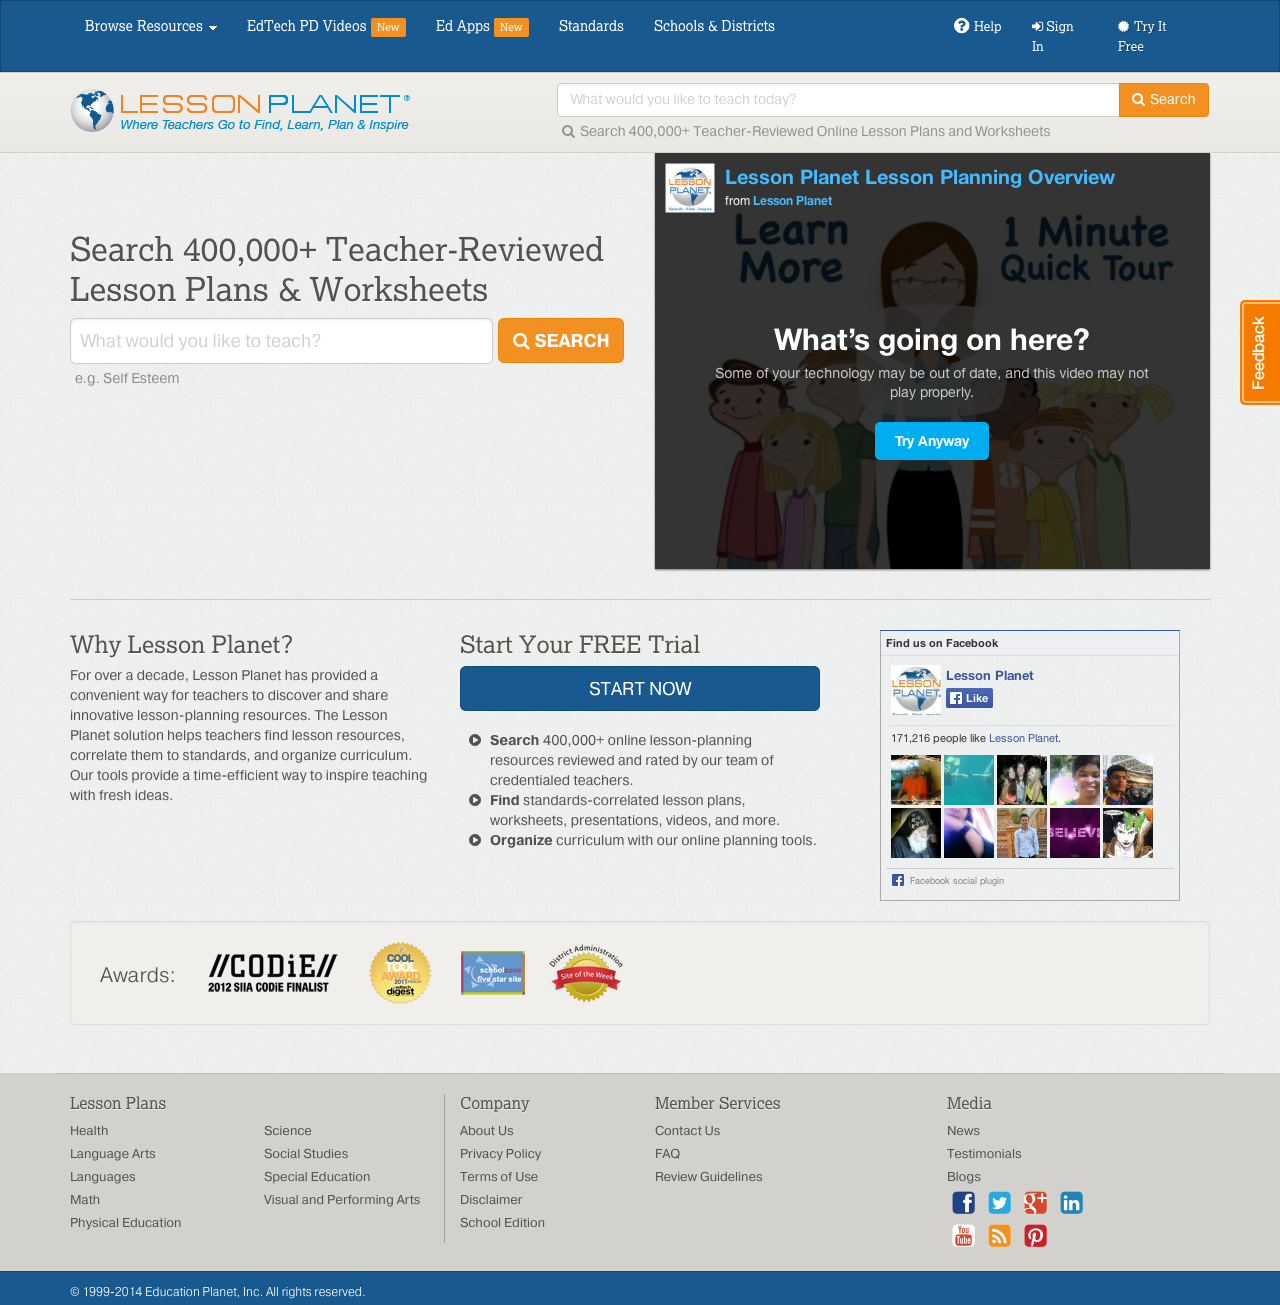 Browse Resources
EdTech PD Videos New
Ed Apps New
Standards
Schools & Districts
Help
Sign In
Try It Free
LESSON PLANET®
Where Teachers Go to Find, Learn, Plan & Inspire
What would you like to teach today?
Search
Search 400,000+ Teacher-Reviewed Online Lesson Plans and Worksheets
Search 400,000+ Teacher-Reviewed
Lesson Plans & Worksheets
What would you like to teach?
SEARCH
e.g. Self Esteem
LESSON
PLANET
Search - Find - Inspire
Lesson Planet Lesson Planning Overview
from Lesson Planet
Learn More
1 Minute Quick Tour
What's going on here?
Some of your technology may be out of date, and this video may not
play properly.
Try Anyway
Feedback
Why Lesson Planet?
For over a decade, Lesson Planet has provided a
convenient way for teachers to discover and share
innovative lesson-planning resources. The Lesson
Planet solution helps teachers find lesson resources,
correlate them to standards, and organize curriculum.
Our tools provide a time-efficient way to inspire teaching
with fresh ideas.
Start Your FREE Trial
START NOW
Search 400,000+ online lesson-planning
resources reviewed and rated by our team of
credentialed teachers.
Find standards-correlated lesson plans,
worksheets, presentations, videos, and more.
Organize curriculum with our online planning tools.
Find us on Facebook
LESSON
PLANET
Lesson Planet
Like
171,216 people like Lesson Planet.
BELIEVE
Facebook social plugin
Awards:
//CODiE//
2012 SIIA CODiE FINALIST
COOL
TOOL
AWARD
2011
edtech
digest
schoolzone
five star site
District Administration
Site of the Week
Lesson Plans
Health
Language Arts
Languages
Math
Physical Education
Science
Social Studies
Special Education
Visual and Performing Arts
Company
About Us
Privacy Policy
Terms of Use
Disclaimer
School Edition
Member Services
Contact Us
FAQ
Review Guidelines
Media
News
Testimonials
Blogs
You Tube
© 1999-2014 Education Planet, Inc. All rights reserved.